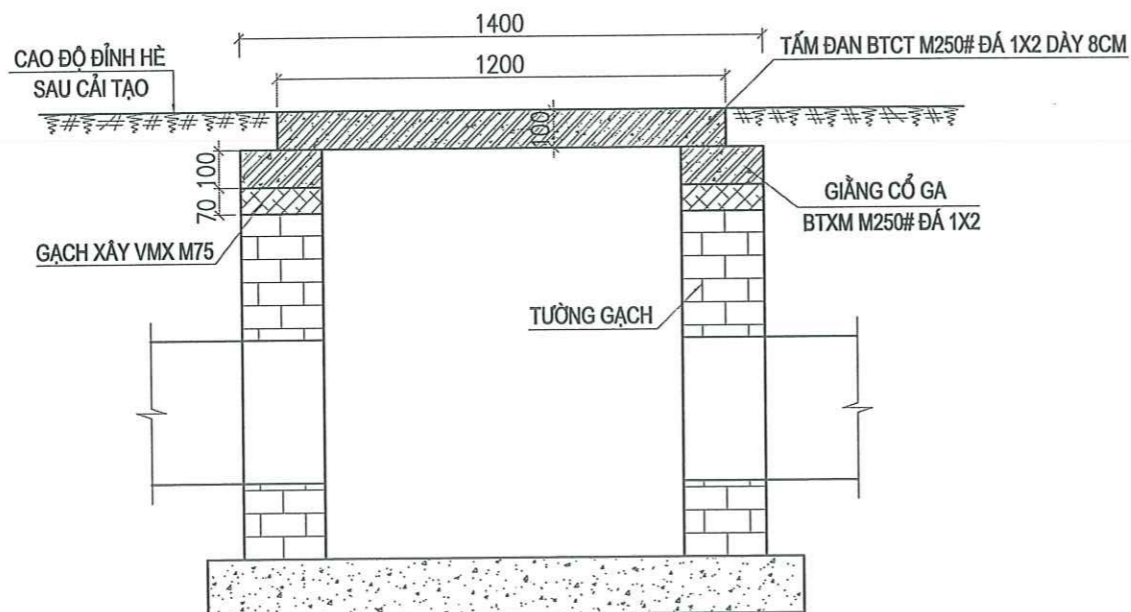 1400
CAO ĐỘ ĐỈNH HÈ
SAU CẢI TẠO
1200
TẤM ĐAN BTCT M250# ĐÁ 1X2 DÀY 8CM
100
100
70
GIẰNG CỔ GA
BTXM M250# ĐÁ 1X2
GẠCH XÂY VMX M75
TƯỜNG GẠCH